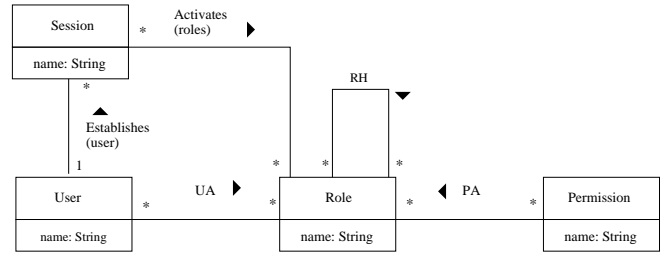 Session
name: String
*
Activates
(roles)
*
Establishes
(user)
1
RH
*
*
*
User
name: String
*
UA
*
Role
name: String
*
PA
*
Permission
name: String